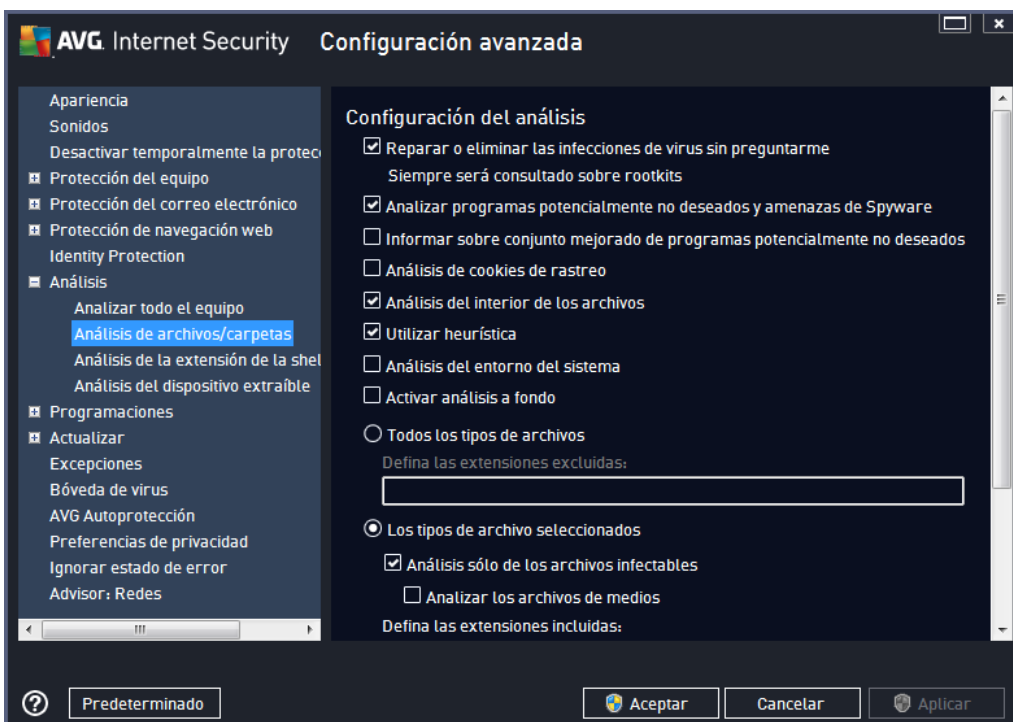 AVG. Internet Security Configuración avanzada
Apariencia
Sonidos
Desactivar temporalmente la protec
Protección del equipo
Protección del correo electrónico
Protección de navegación web
Identity Protection
Análisis
Analizar todo el equipo
Análisis de archivos/carpetas
Análisis de la extensión de la shel
Análisis del dispositivo extraíble
Programaciones
Actualizar
Excepciones
Bóveda de virus
AVG Autoprotección
Preferencias de privacidad
Ignorar estado de error
Advisor: Redes
Configuración del análisis
Reparar o eliminar las infecciones de virus sin preguntarme
Siempre será consultado sobre rootkits
Analizar programas potencialmente no deseados y amenazas de Spyware
Informar sobre conjunto mejorado de programas potencialmente no deseados
Análisis de cookies de rastreo
Análisis del interior de los archivos
Utilizar heurística
Análisis del entorno del sistema
Activar análisis a fondo
Todos los tipos de archivos
Defina las extensiones excluidas:
Los tipos de archivo seleccionados
Análisis sólo de los archivos infectables
Analizar los archivos de medios
Defina las extensiones incluidas:
Predeterminado
Aceptar
Cancelar
Aplicar